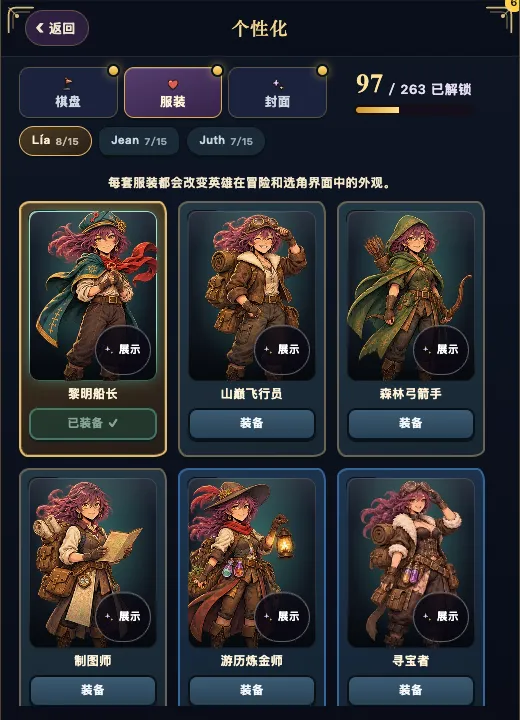 6
返回
个性化
棋盘
服装
封面
97 / 263 已解锁
Lía 8/15
Jean 7/15
Juth 7/15
每套服装都会改变英雄在冒险和选角界面中的外观。
展示
展示
展示
黎明船长
山巅飞行员
森林弓箭手
已装备 ✓
装备
装备
展示
展示
展示
制图师
游历炼金师
寻宝者
装备
装备
装备